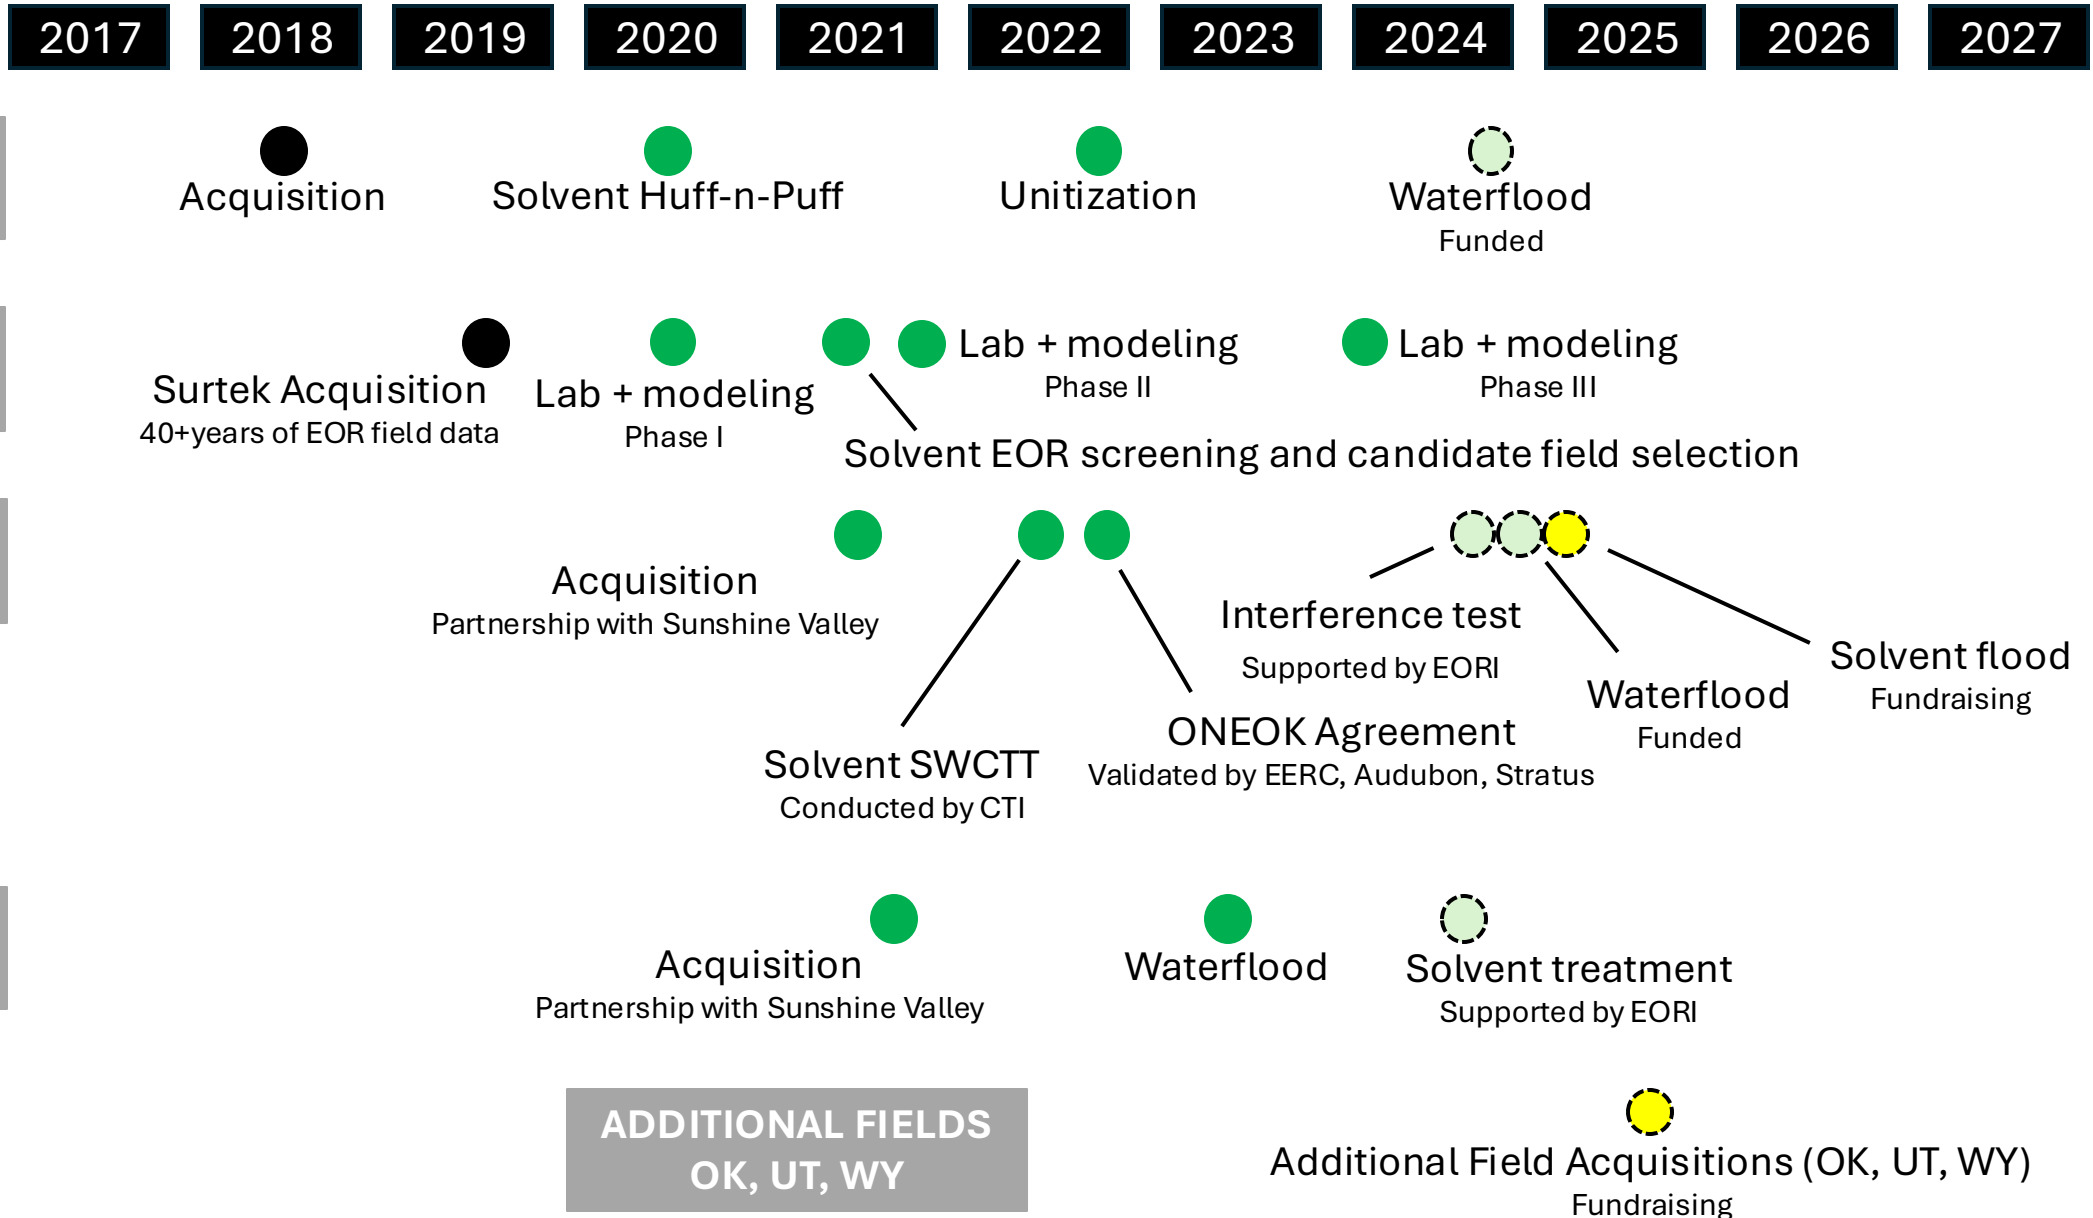 2017 2018 2019 2020 2021 2022 2023 2024 2025 2026 2027
Acquisition
Solvent Huff-n-Puff
Unitization
Waterflood
Funded
Surtek Acquisition
40+years of EOR field data
Lab + modeling
Phase I
Lab + modeling
Phase II
Lab + modeling
Phase III
Solvent EOR screening and candidate field selection
Acquisition
Partnership with Sunshine Valley
Solvent SWCTT
Conducted by CTI
ONEOK Agreement
Validated by EERC, Audubon, Stratus
Interference test
Supported by EORI
Waterflood
Funded
Solvent flood
Fundraising
Acquisition
Partnership with Sunshine Valley
Waterflood
Solvent treatment
Supported by EORI
ADDITIONAL FIELDS
OK, UT, WY
Additional Field Acquisitions (OK, UT, WY)
Fundraising